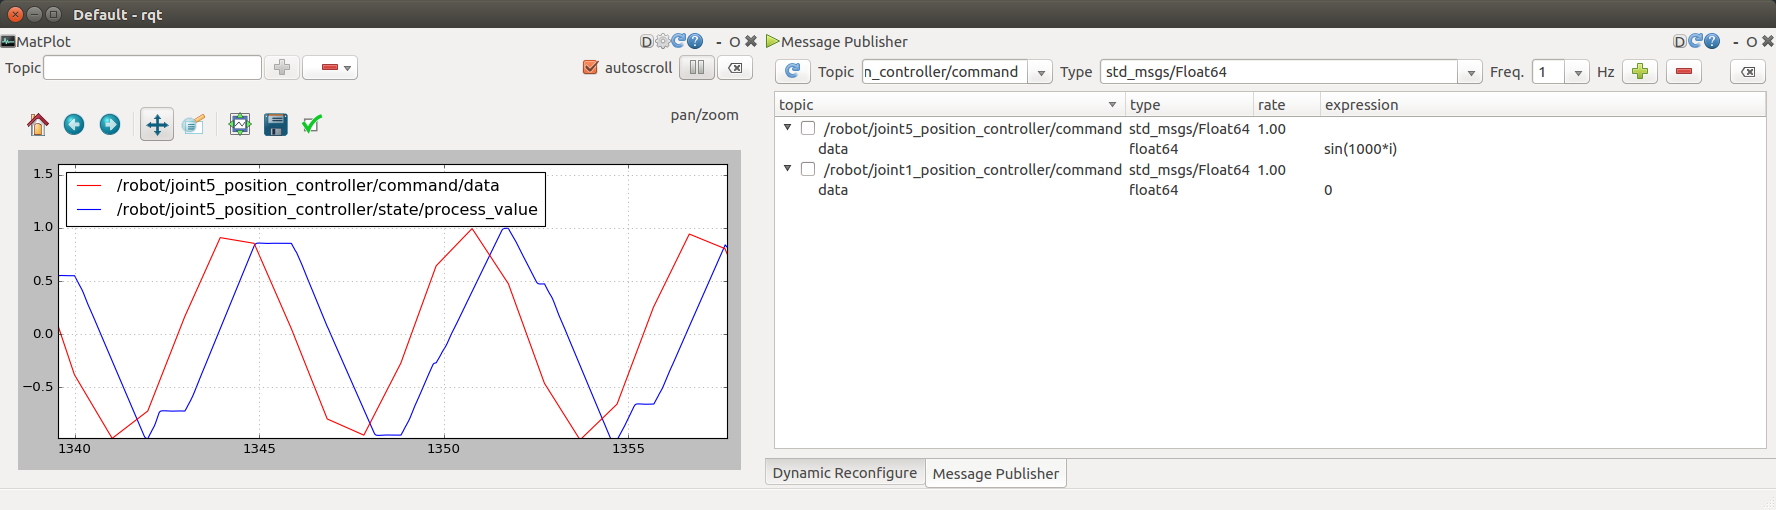 Default - rqt
MatPlot
D ? - O
Topic
autoscroll
pan/zoom
1.5
1.0
0.5
0.0
−0.5
/robot/joint5_position_controller/command/data
/robot/joint5_position_controller/state/process_value
1340 1345 1350 1355
Message Publisher
D ? - O
Topic n_controller/command Type std_msgs/Float64 Freq. 1 Hz
topic type rate expression
/robot/joint5_position_controller/command std_msgs/Float64 1.00
data float64 sin(1000*i)
/robot/joint1_position_controller/command std_msgs/Float64 1.00
data float64 0
Dynamic Reconfigure Message Publisher